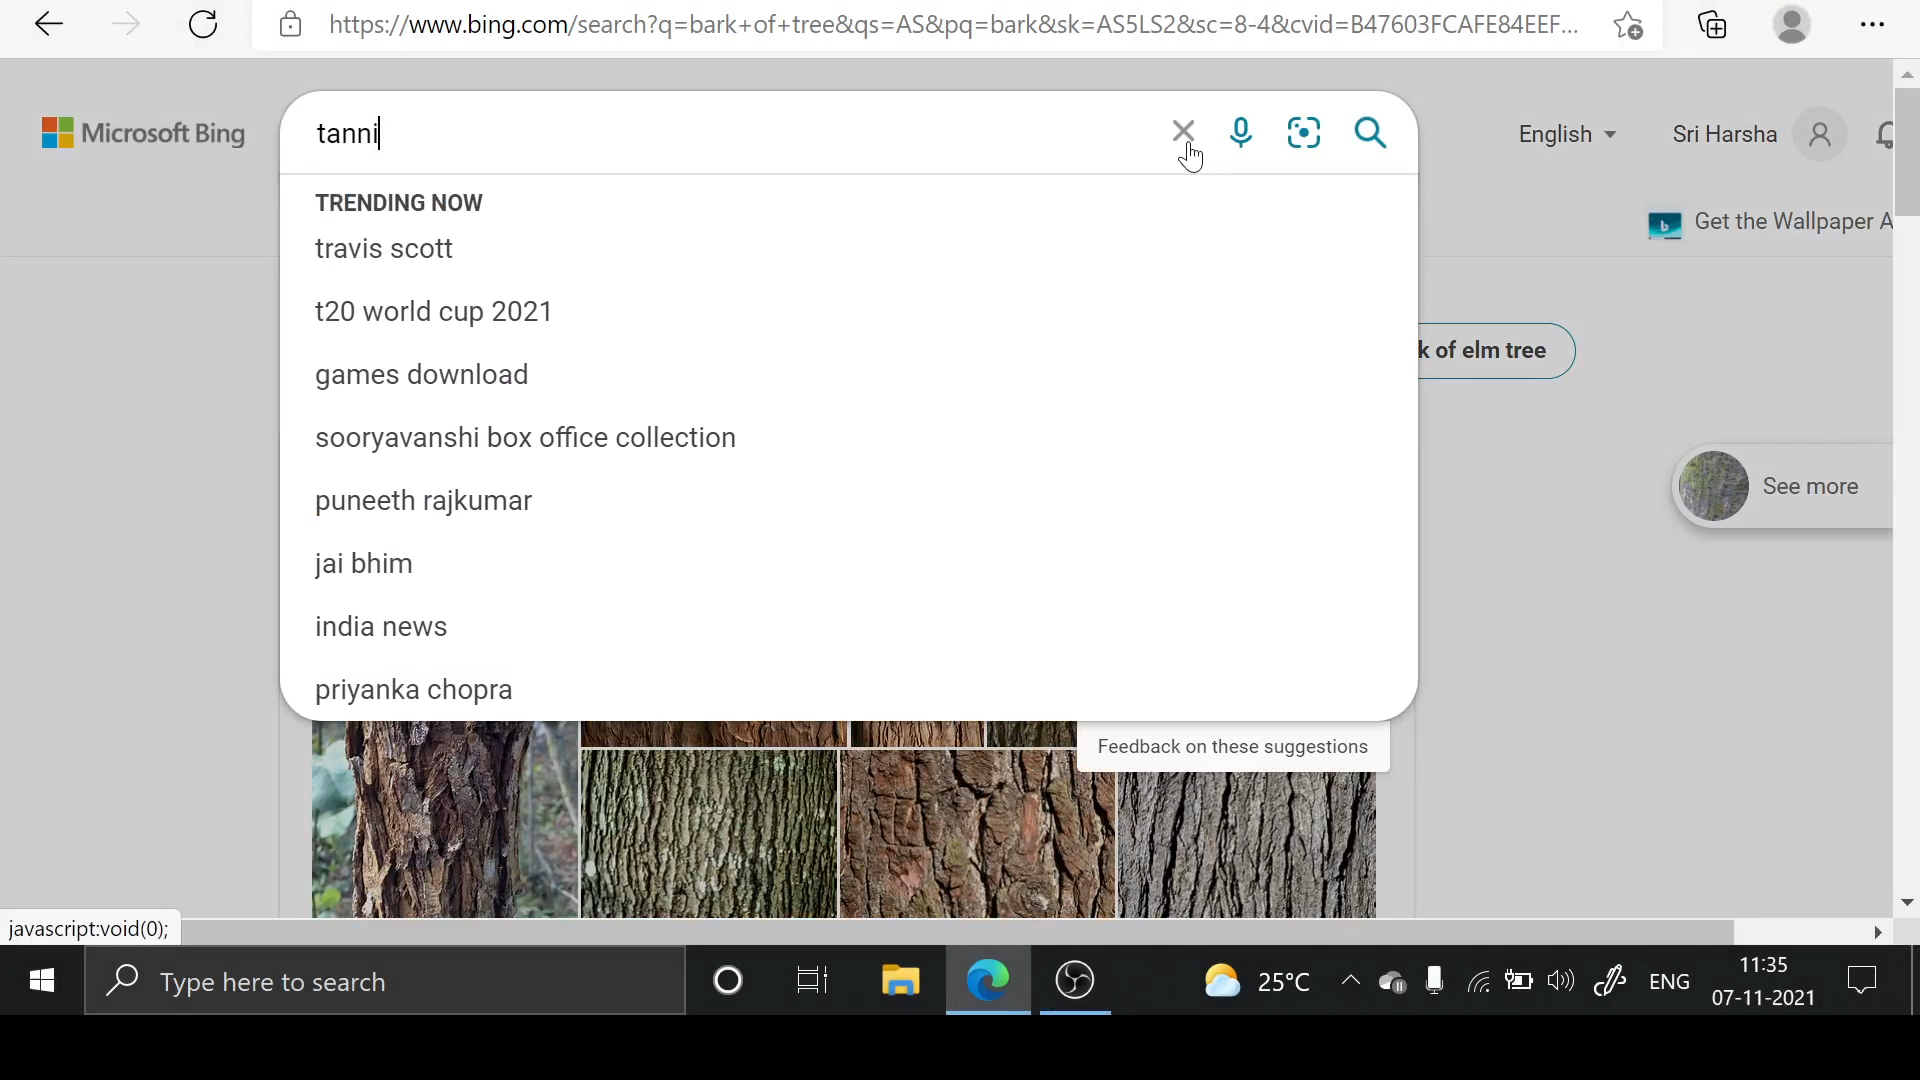 https://www.bing.com/search?q=bark+of+tree&qs=AS&pq=bark&sk=AS5LS2&sc=8-4&cvid=B47603FCAFE84EEF...
Microsoft Bing
tanni
English
Sri Harsha
TRENDING NOW
Get the Wallpaper A
travis scott
t20 world cup 2021
k of elm tree
games download
sooryavanshi box office collection
See more
puneeth rajkumar
jai bhim
india news
priyanka chopra
Feedback on these suggestions
javascript:void(0);
Type here to search
25°C
ENG
11:35
07-11-2021